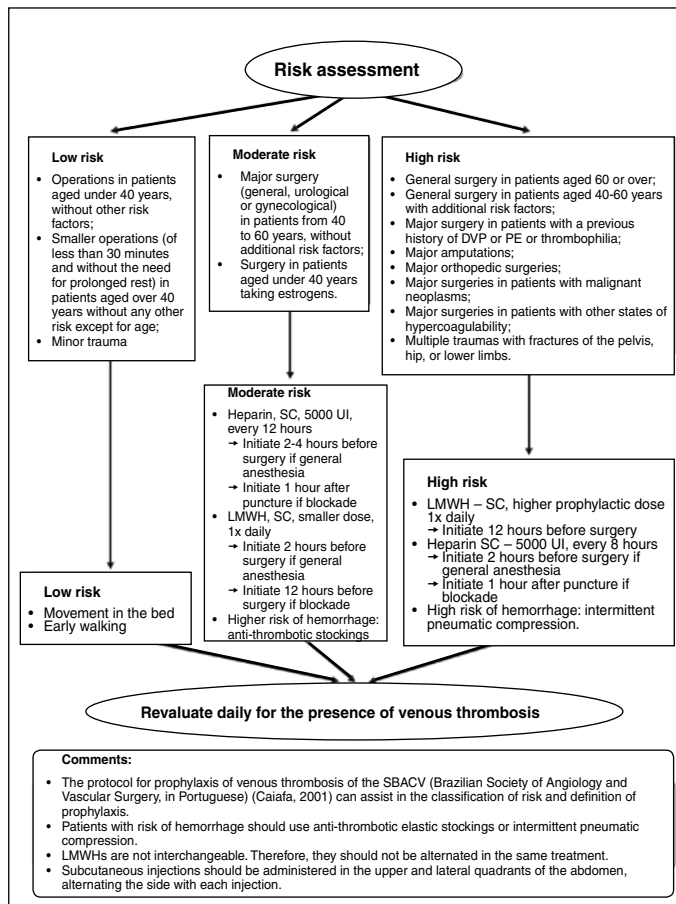 Risk assessment
Low risk
• Operations in patients
aged under 40 years,
without other risk
factors;
• Smaller operations (of
less than 30 minutes
and without the need
for prolonged rest) in
patients aged over 40
years without any other
risk except for age;
• Minor trauma
Moderate risk
• Major surgery
(general, urological
or gynecological)
in patients from 40
to 60 years, without
additional risk factors;
• Surgery in patients
aged under 40 years
taking estrogens.
High risk
• General surgery in patients aged 60 or over;
• General surgery in patients aged 40-60 years
with additional risk factors;
• Major surgery in patients with a previous
history of DVP or PE or thrombophilia;
• Major amputations;
• Major orthopedic surgeries;
• Major surgeries in patients with malignant
neoplasms;
• Major surgeries in patients with other states of
hypercoagulability;
• Multiple traumas with fractures of the pelvis,
hip, or lower limbs.
Low risk
• Movement in the bed
• Early walking
Moderate risk
• Heparin, SC, 5000 UI,
every 12 hours
→ Initiate 2-4 hours before
surgery if general
anesthesia
→ Initiate 1 hour after
puncture if blockade
• LMWH, SC, smaller dose,
1x daily
→ Initiate 2 hours before
surgery if general
anesthesia
→ Initiate 12 hours before
surgery if blockade
• Higher risk of hemorrhage:
anti-thrombotic stockings
High risk
• LMWH – SC, higher prophylactic dose
1x daily
→ Initiate 12 hours before surgery
• Heparin SC – 5000 UI, every 8 hours
→ Initiate 2 hours before surgery if
general anesthesia
→ Initiate 1 hour after puncture if
blockade
• High risk of hemorrhage: intermittent
pneumatic compression.
Revaluate daily for the presence of venous thrombosis
Comments:
• The protocol for prophylaxis of venous thrombosis of the SBACV (Brazilian Society of Angiology and
Vascular Surgery, in Portuguese) (Caiafa, 2001) can assist in the classification of risk and definition of
prophylaxis.
• Patients with risk of hemorrhage should use anti-thrombotic elastic stockings or intermittent pneumatic
compression.
• LMWHs are not interchangeable. Therefore, they should not be alternated in the same treatment.
• Subcutaneous injections should be administered in the upper and lateral quadrants of the abdomen,
alternating the side with each injection.